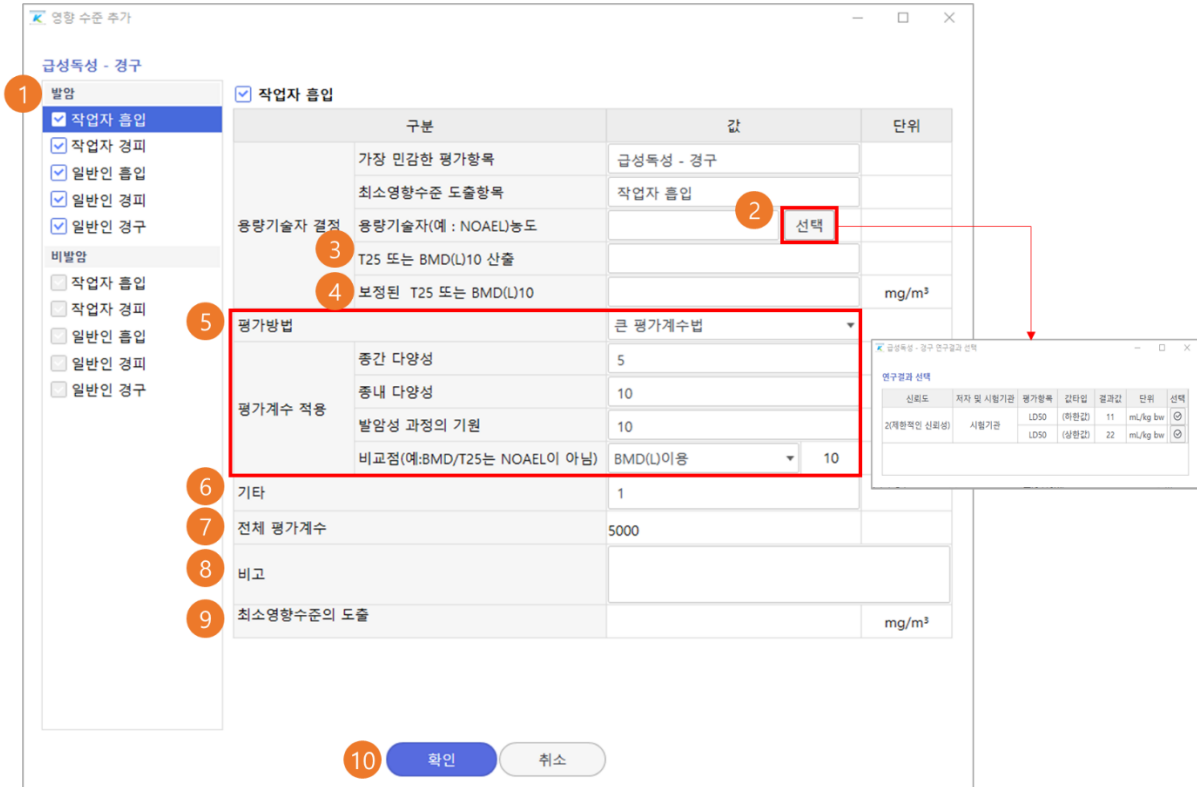 영향 수준 추가
급성독성 - 경구
1
발암
작업자 흡입
작업자 경피
일반인 흡입
일반인 경피
일반인 경구
비발암
작업자 흡입
작업자 경피
일반인 흡입
일반인 경피
일반인 경구
작업자 흡입
구분 값 단위
용량기술자 결정
가장 민감한 평가항목 급성독성 - 경구
최소영향수준 도출항목 작업자 흡입
2
용량기술자(예 : NOAEL)농도 선택
3
T25 또는 BMD(L)10 산출
4
보정된 T25 또는 BMD(L)10 mg/m³
5
평가방법 큰 평가계수법
평가계수 적용
종간 다양성 5
종내 다양성 10
발암성 과정의 기원 10
비교점(예:BMD/T25는 NOAEL이 아님) BMD(L)이용 10
6
기타 1
7
전체 평가계수 5000
8
비고
9
최소영향수준의 도출 mg/m³
10
확인 취소
급성독성 - 경구 연구결과 선택
연구결과 선택
신뢰도 저자 및 시험기관 평가항목 값타입 결과값 단위 선택
2(제한적인 신뢰성) 시험기관
LD50 (하한값) 11 mL/kg bw
LD50 (상한값) 22 mL/kg bw